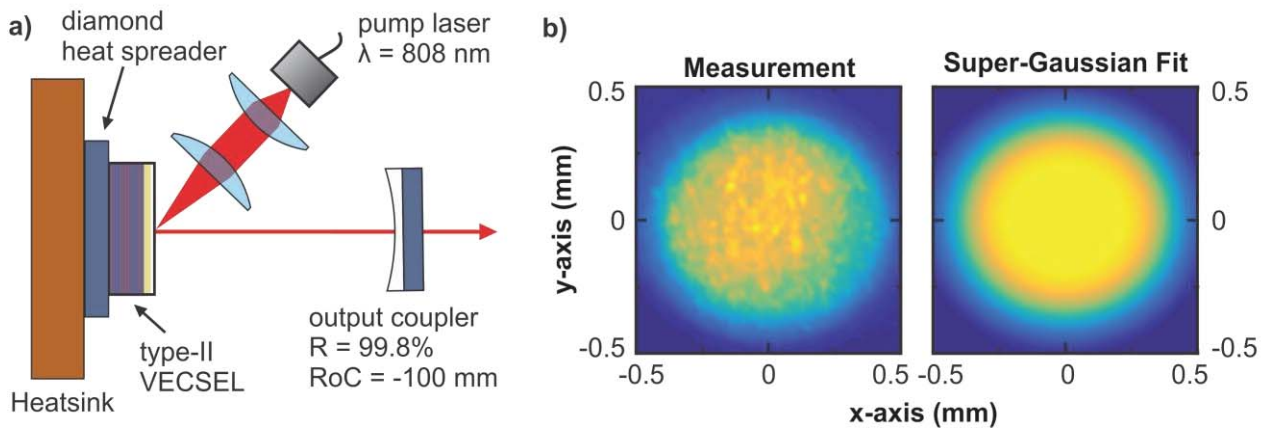 a)
diamond
heat spreader
pump laser
λ = 808 nm
output coupler
R = 99.8%
RoC = -100 mm
type-II
VECSEL
Heatsink
b)
Measurement
Super-Gaussian Fit
0.5
0.5
y-axis (mm)
0
0
-0.5
-0.5
-0.5
0
0.5
-0.5
0
0.5
x-axis (mm)